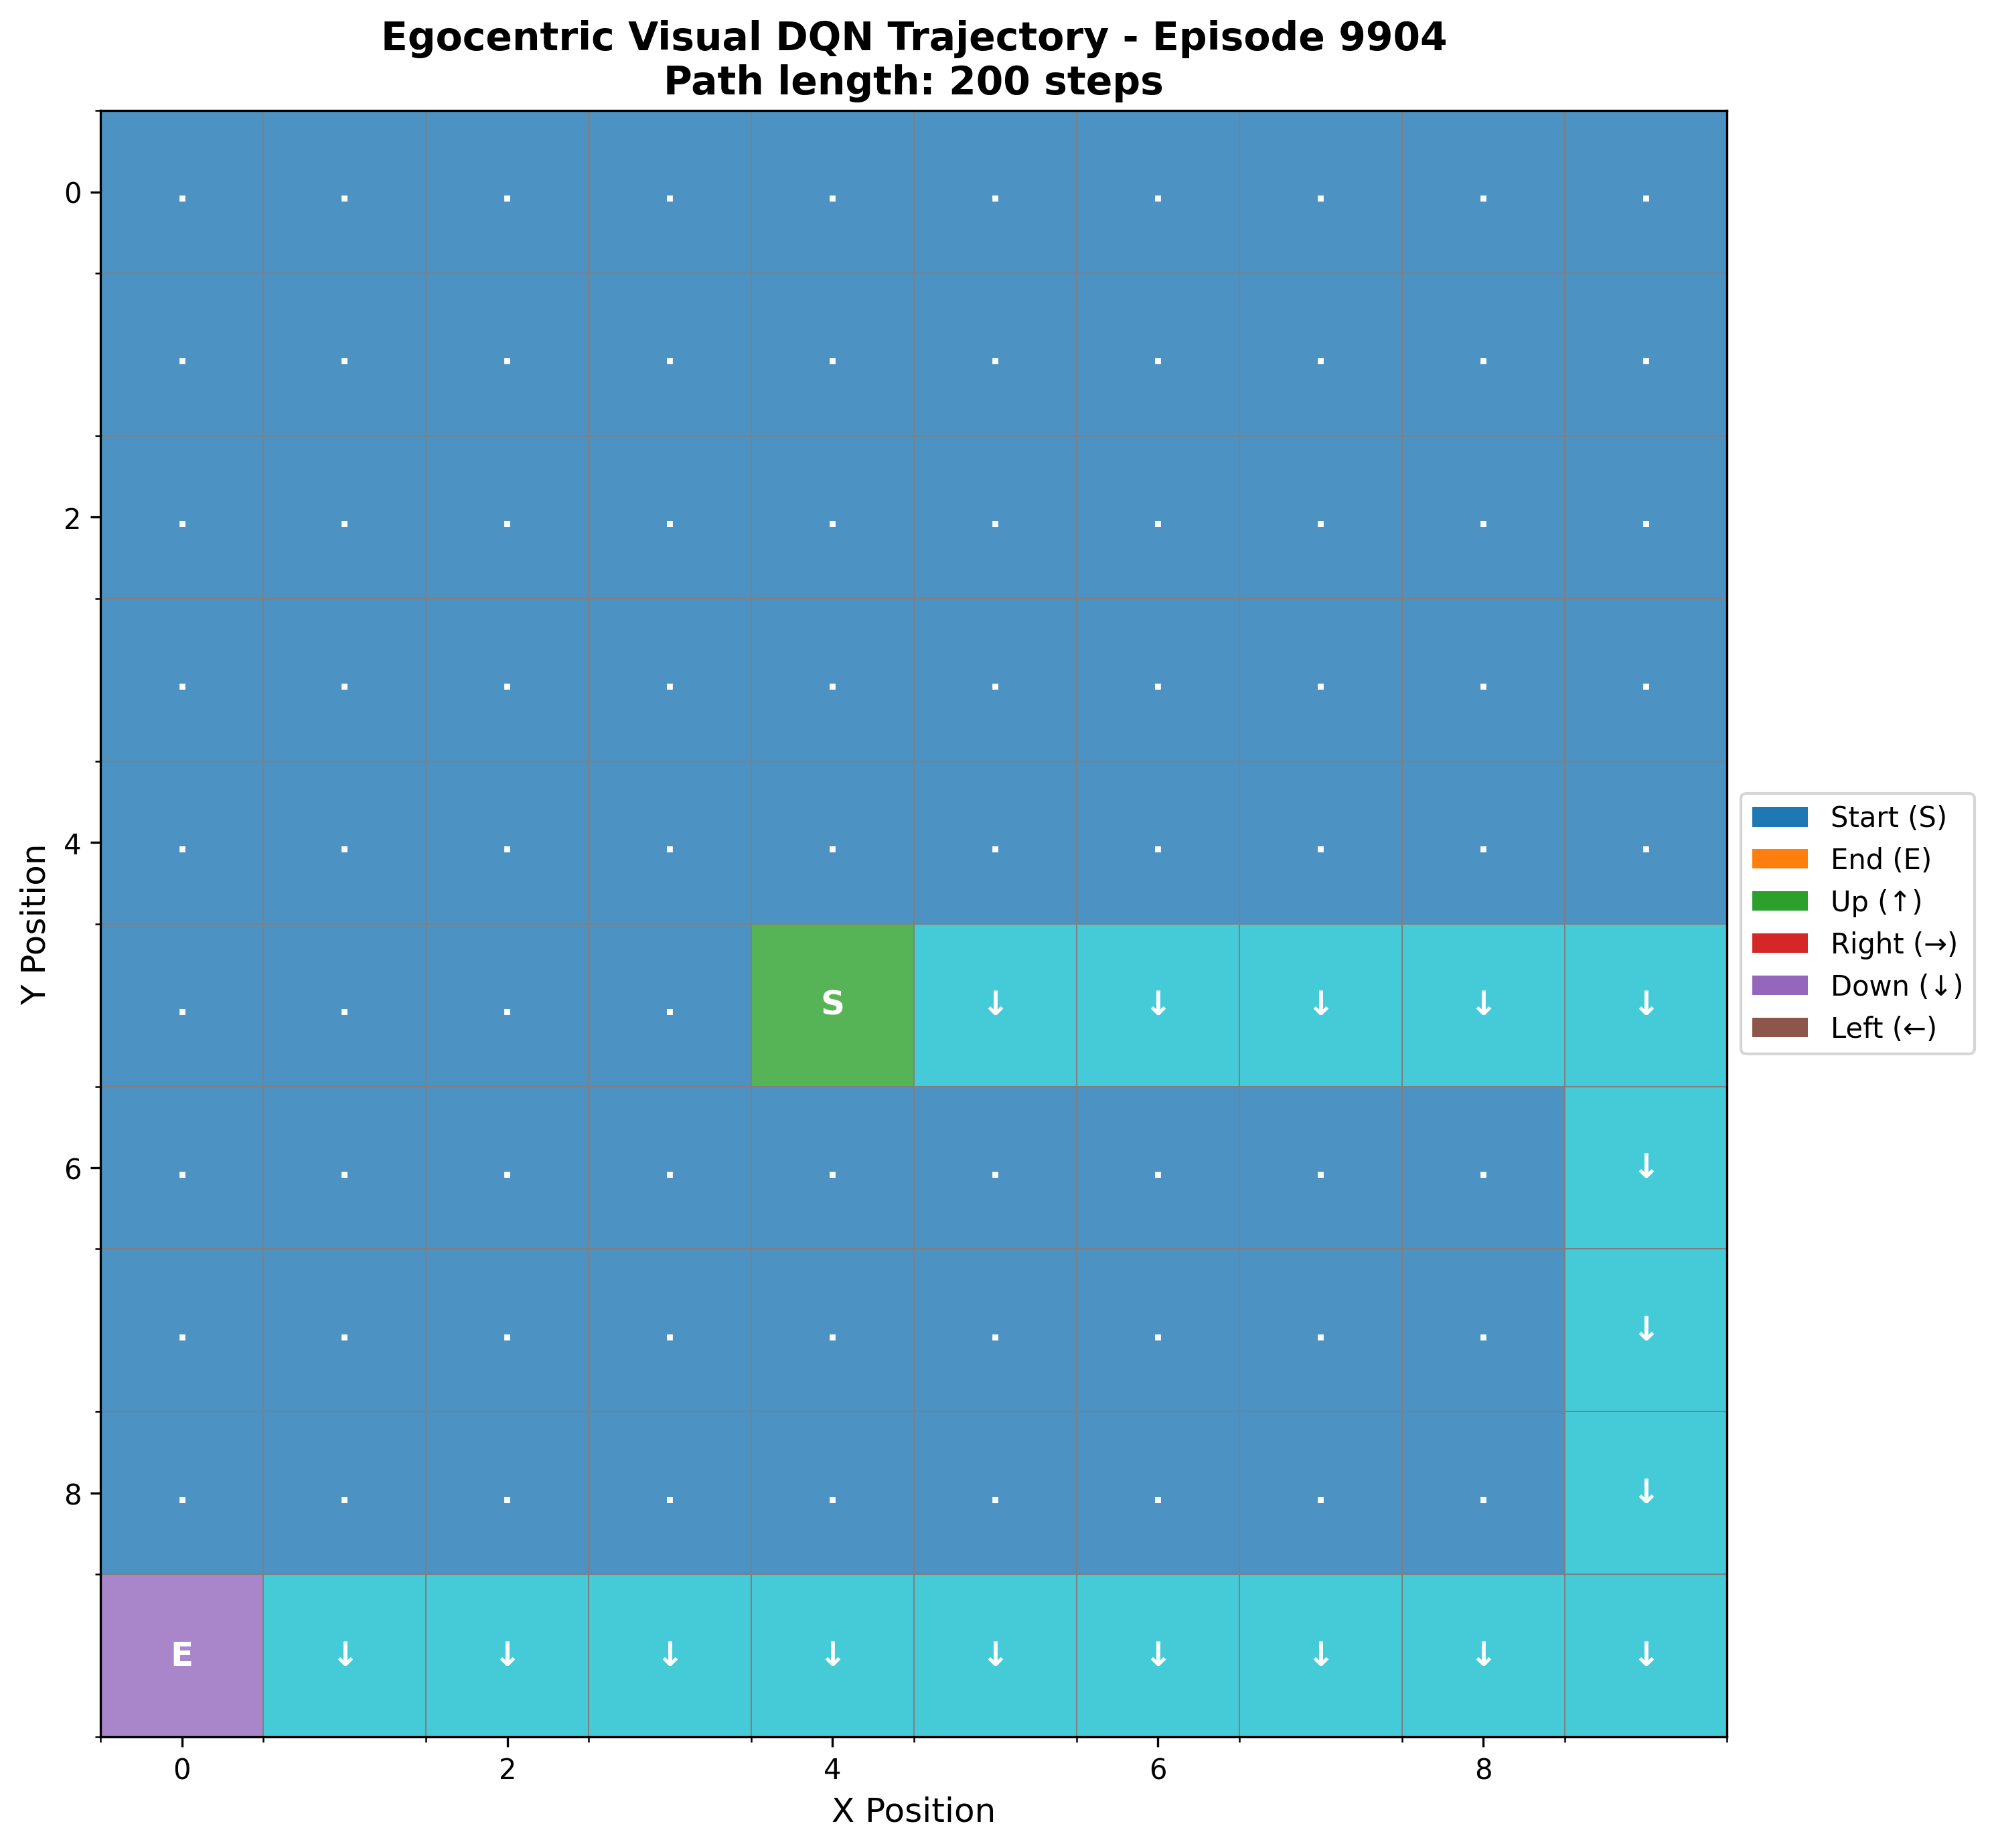 Egocentric Visual DQN Trajectory - Episode 9904
Path length: 200 steps
0
2
4
S ↓ ↓ ↓ ↓ ↓
6 ↓
↓
8 ↓
E ↓ ↓ ↓ ↓ ↓ ↓ ↓ ↓ ↓
0 2 4 6 8
X Position
Y Position
Start (S)
End (E)
Up (↑)
Right (→)
Down (↓)
Left (←)